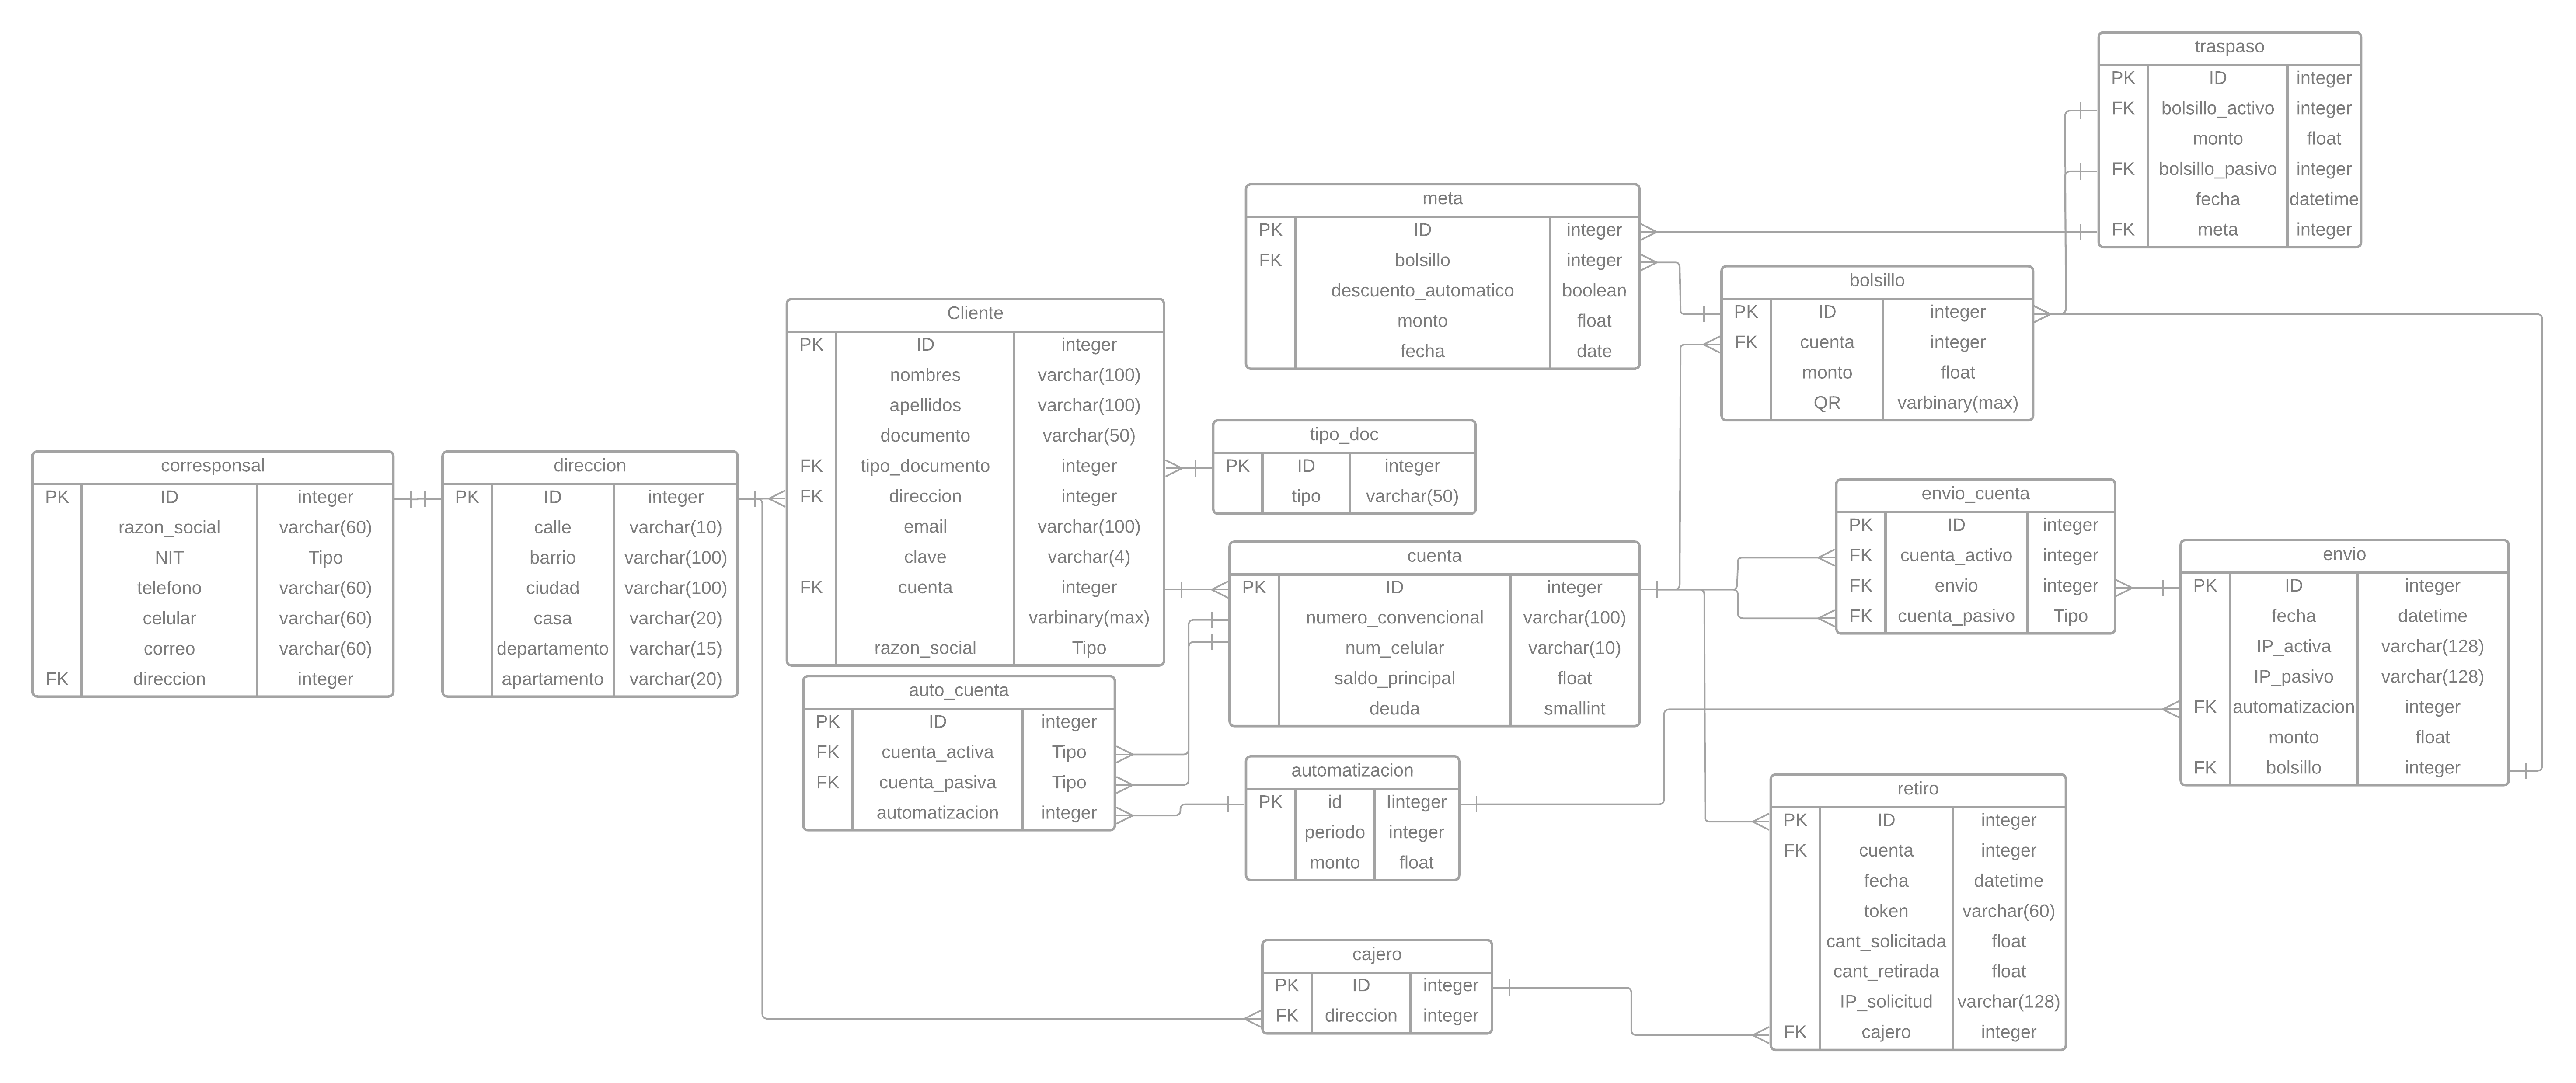 traspaso
PK ID integer
FK bolsillo_activo integer
monto float
FK bolsillo_pasivo integer
fecha datetime
FK meta integer
meta
PK ID integer
FK bolsillo integer
descuento_automatico boolean
monto float
fecha date
bolsillo
PK ID integer
FK cuenta integer
monto float
QR varbinary(max)
Cliente
PK ID integer
nombres varchar(100)
apellidos varchar(100)
documento varchar(50)
FK tipo_documento integer
FK direccion integer
email varchar(100)
clave varchar(4)
FK cuenta integer
varbinary(max)
razon_social Tipo
tipo_doc
PK ID integer
tipo varchar(50)
corresponsal
PK ID integer
razon_social varchar(60)
NIT Tipo
telefono varchar(60)
celular varchar(60)
correo varchar(60)
FK direccion integer
direccion
PK ID integer
calle varchar(10)
barrio varchar(100)
ciudad varchar(100)
casa varchar(20)
departamento varchar(15)
apartamento varchar(20)
envio_cuenta
PK ID integer
FK cuenta_activo integer
FK envio integer
FK cuenta_pasivo Tipo
cuenta
PK ID integer
numero_convencional varchar(100)
num_celular varchar(10)
saldo_principal float
deuda smallint
envio
PK ID integer
fecha datetime
IP_activa varchar(128)
IP_pasivo varchar(128)
FK automatizacion integer
monto float
FK bolsillo integer
auto_cuenta
PK ID integer
FK cuenta_activa Tipo
FK cuenta_pasiva Tipo
automatizacion integer
automatizacion
PK id Iinteger
periodo integer
monto float
retiro
PK ID integer
FK cuenta integer
fecha datetime
token varchar(60)
cant_solicitada float
cant_retirada float
IP_solicitud varchar(128)
FK cajero integer
cajero
PK ID integer
FK direccion integer